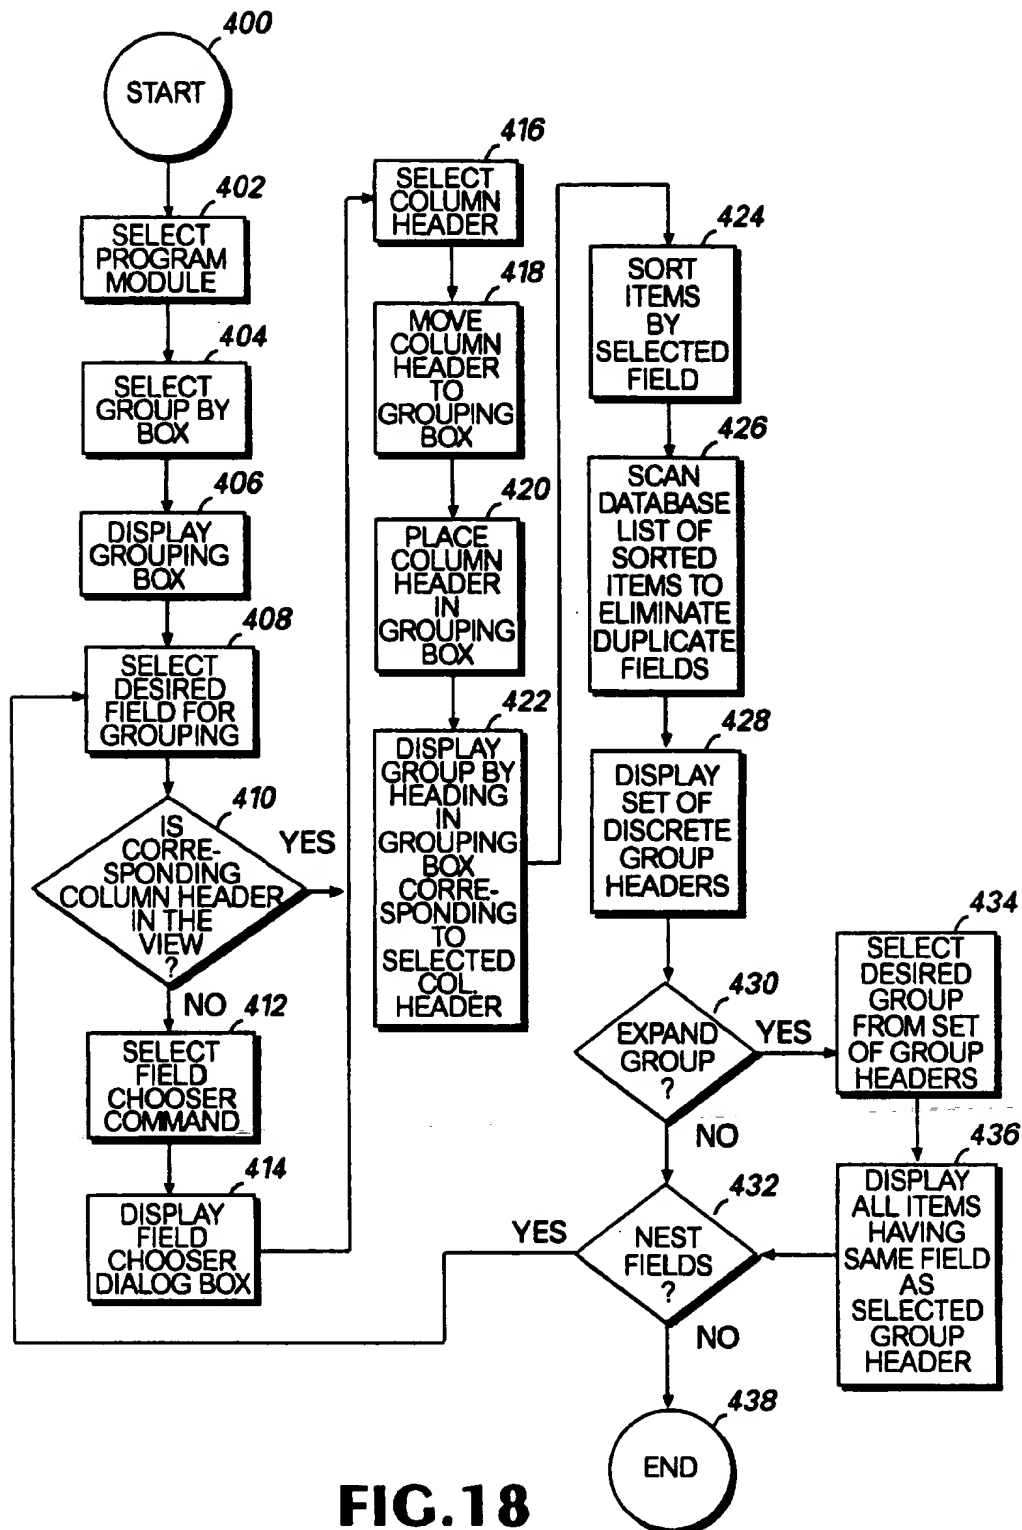 400
START
402
SELECT
PROGRAM
MODULE
404
SELECT
GROUP BY
BOX
406
DISPLAY
GROUPING
BOX
408
SELECT
DESIRED
FIELD FOR
GROUPING
410
IS
CORRE-
SPONDING
COLUMN HEADER
IN THE
VIEW
?
YES
NO
412
SELECT
FIELD
CHOOSER
COMMAND
414
DISPLAY
FIELD
CHOOSER
DIALOG BOX
416
SELECT
COLUMN
HEADER
418
MOVE
COLUMN
HEADER
TO
GROUPING
BOX
420
PLACE
COLUMN
HEADER
IN
GROUPING
BOX
422
DISPLAY
GROUP BY
HEADING
IN
GROUPING
BOX
CORRE-
SPONDING
TO
SELECTED
COL.
HEADER
424
SORT
ITEMS
BY
SELECTED
FIELD
426
SCAN
DATABASE
LIST OF
SORTED
ITEMS TO
ELIMINATE
DUPLICATE
FIELDS
428
DISPLAY
SET OF
DISCRETE
GROUP
HEADERS
430
EXPAND
GROUP
?
YES
NO
434
SELECT
DESIRED
GROUP
FROM SET
OF GROUP
HEADERS
436
DISPLAY
ALL ITEMS
HAVING
SAME FIELD
AS
SELECTED
GROUP
HEADER
432
NEST
FIELDS
?
YES
NO
438
END
FIG.18